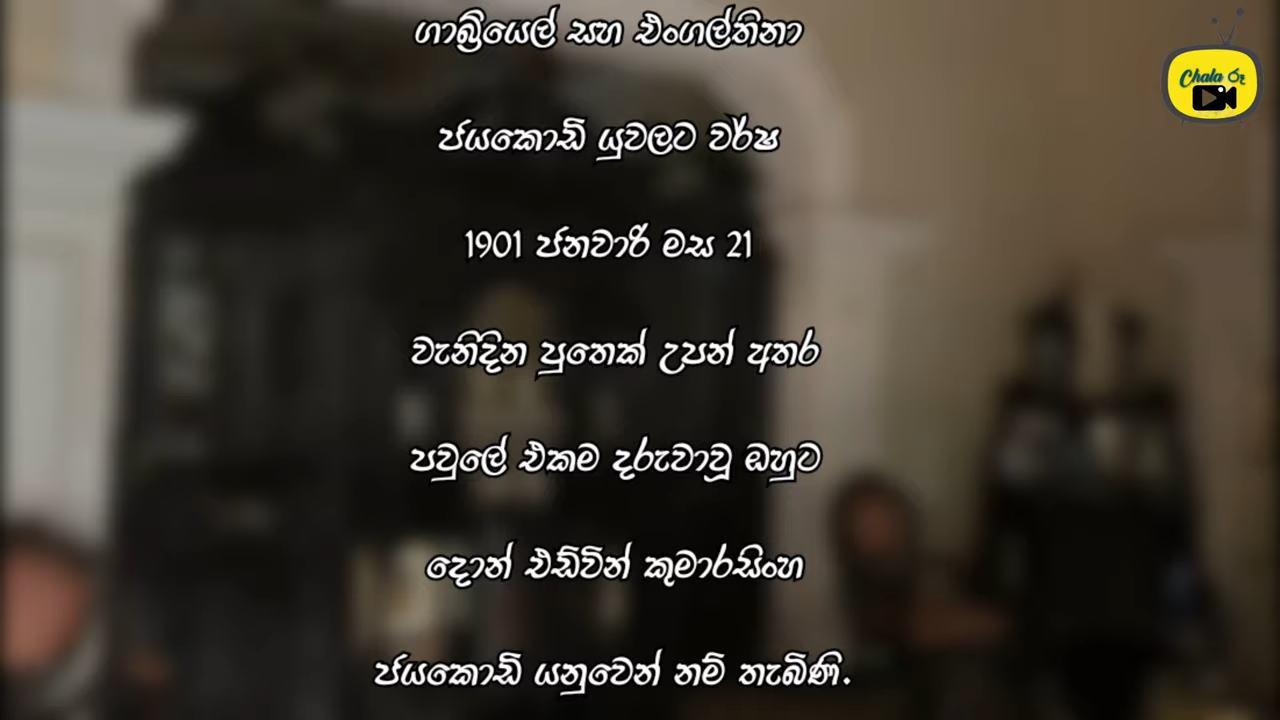 ගාබ්‍රියෙල් සහ එංගල්තිනා
Chala රූ
ජයකොඩි යුවලට වර්ෂ
1901 ජනවාරි මස 21
වැනිදින පුතෙක් උපන් අතර
පවුලේ එකම දරුවාවූ ඔහුට
දොන් එඩ්වින් කුමාරසිංහ
ජයකොඩි යනුවෙන් නම් තැබිණි.